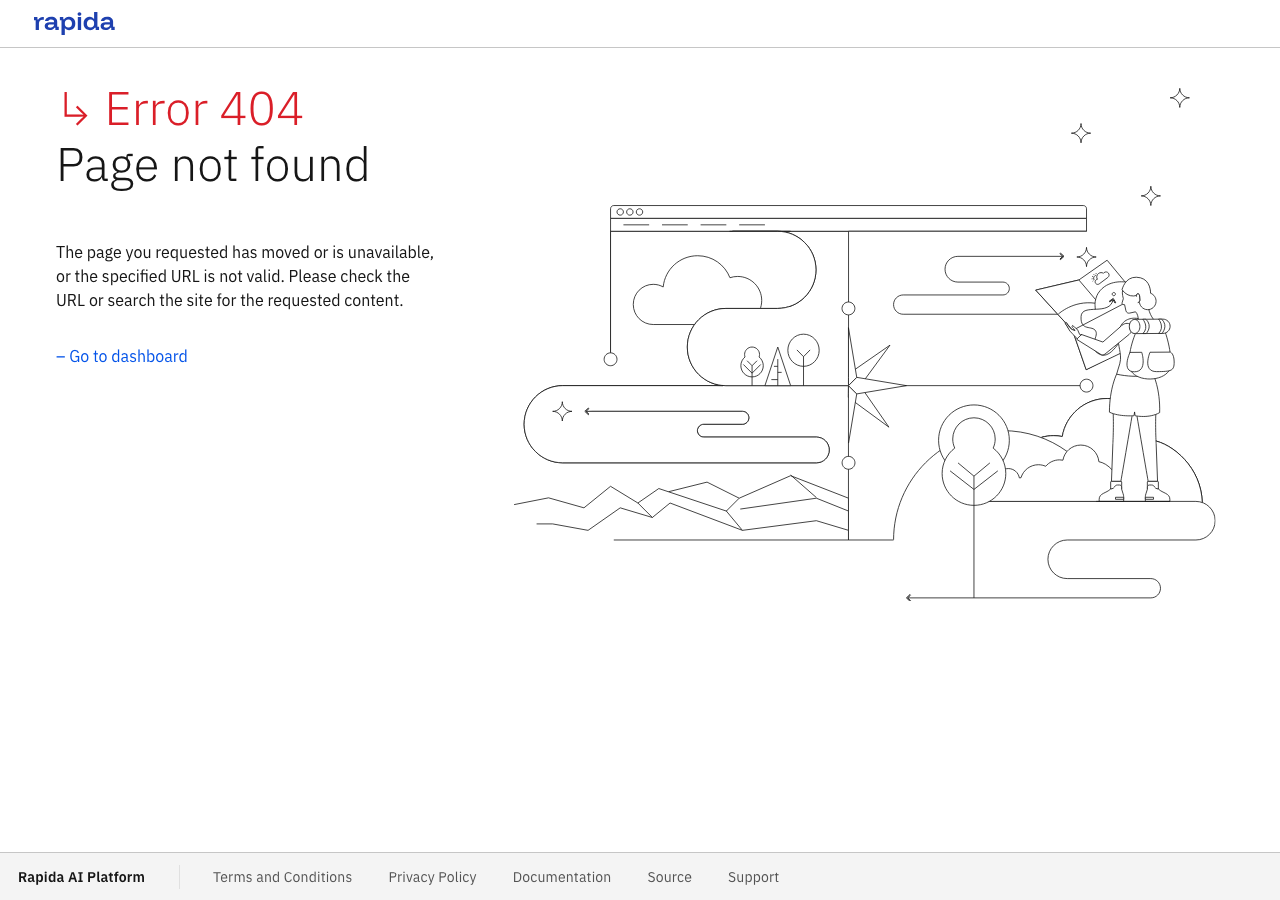 rapida
↳ Error 404
Page not found
The page you requested has moved or is unavailable,
or the specified URL is not valid. Please check the
URL or search the site for the requested content.
– Go to dashboard
Rapida AI Platform
Terms and Conditions
Privacy Policy
Documentation
Source
Support